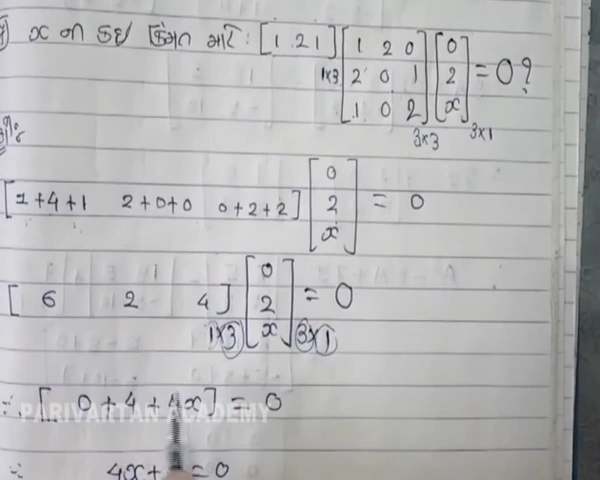 x ની કઇ કિંમત માટે : [1 2 1] [1 2 0; 2 0 1; 1 0 2] [0; 2; x] = 0 ?
1×3 3×3 3×1
[1+4+1 2+0+0 0+2+2] [0; 2; x] = 0
[6 2 4] [0; 2; x] = 0
1×3 3×1
∴ [0 + 4 + 4x] = 0
PARIVARTAN ACADEMY
∴ 4x + = 0